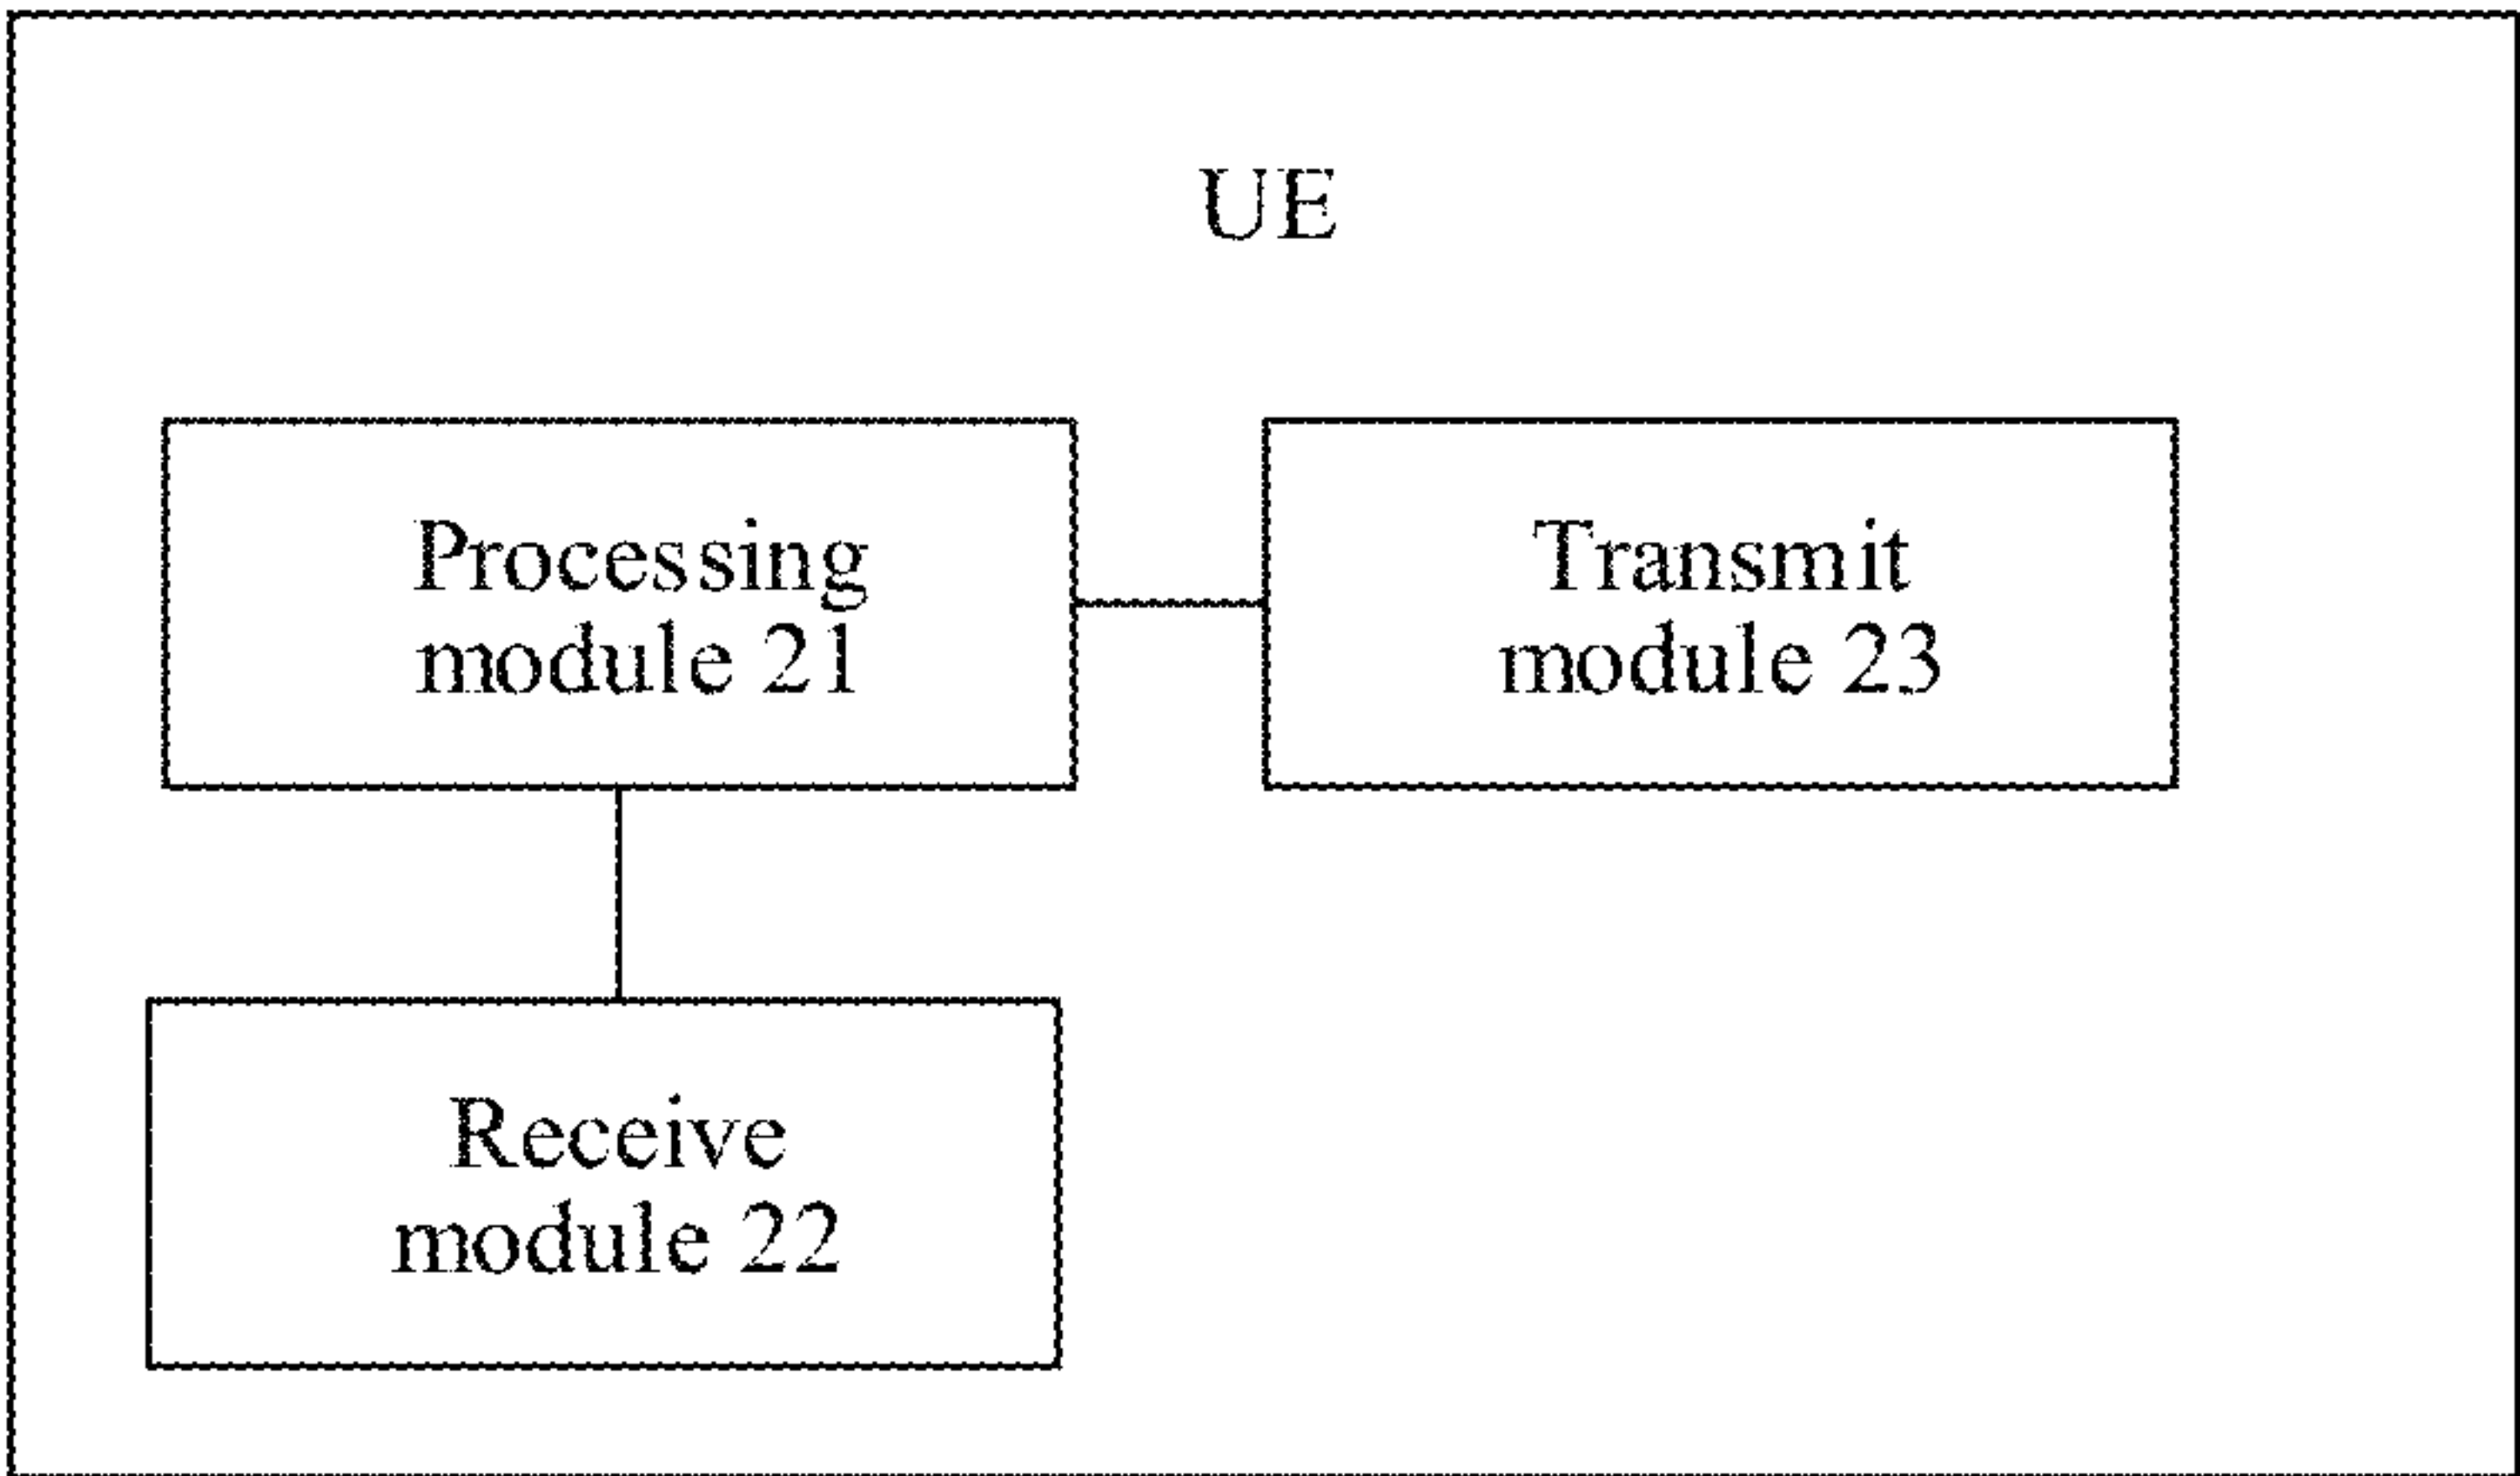 UE
Processing
module 21
Transmit
module 23
Receive
module 22